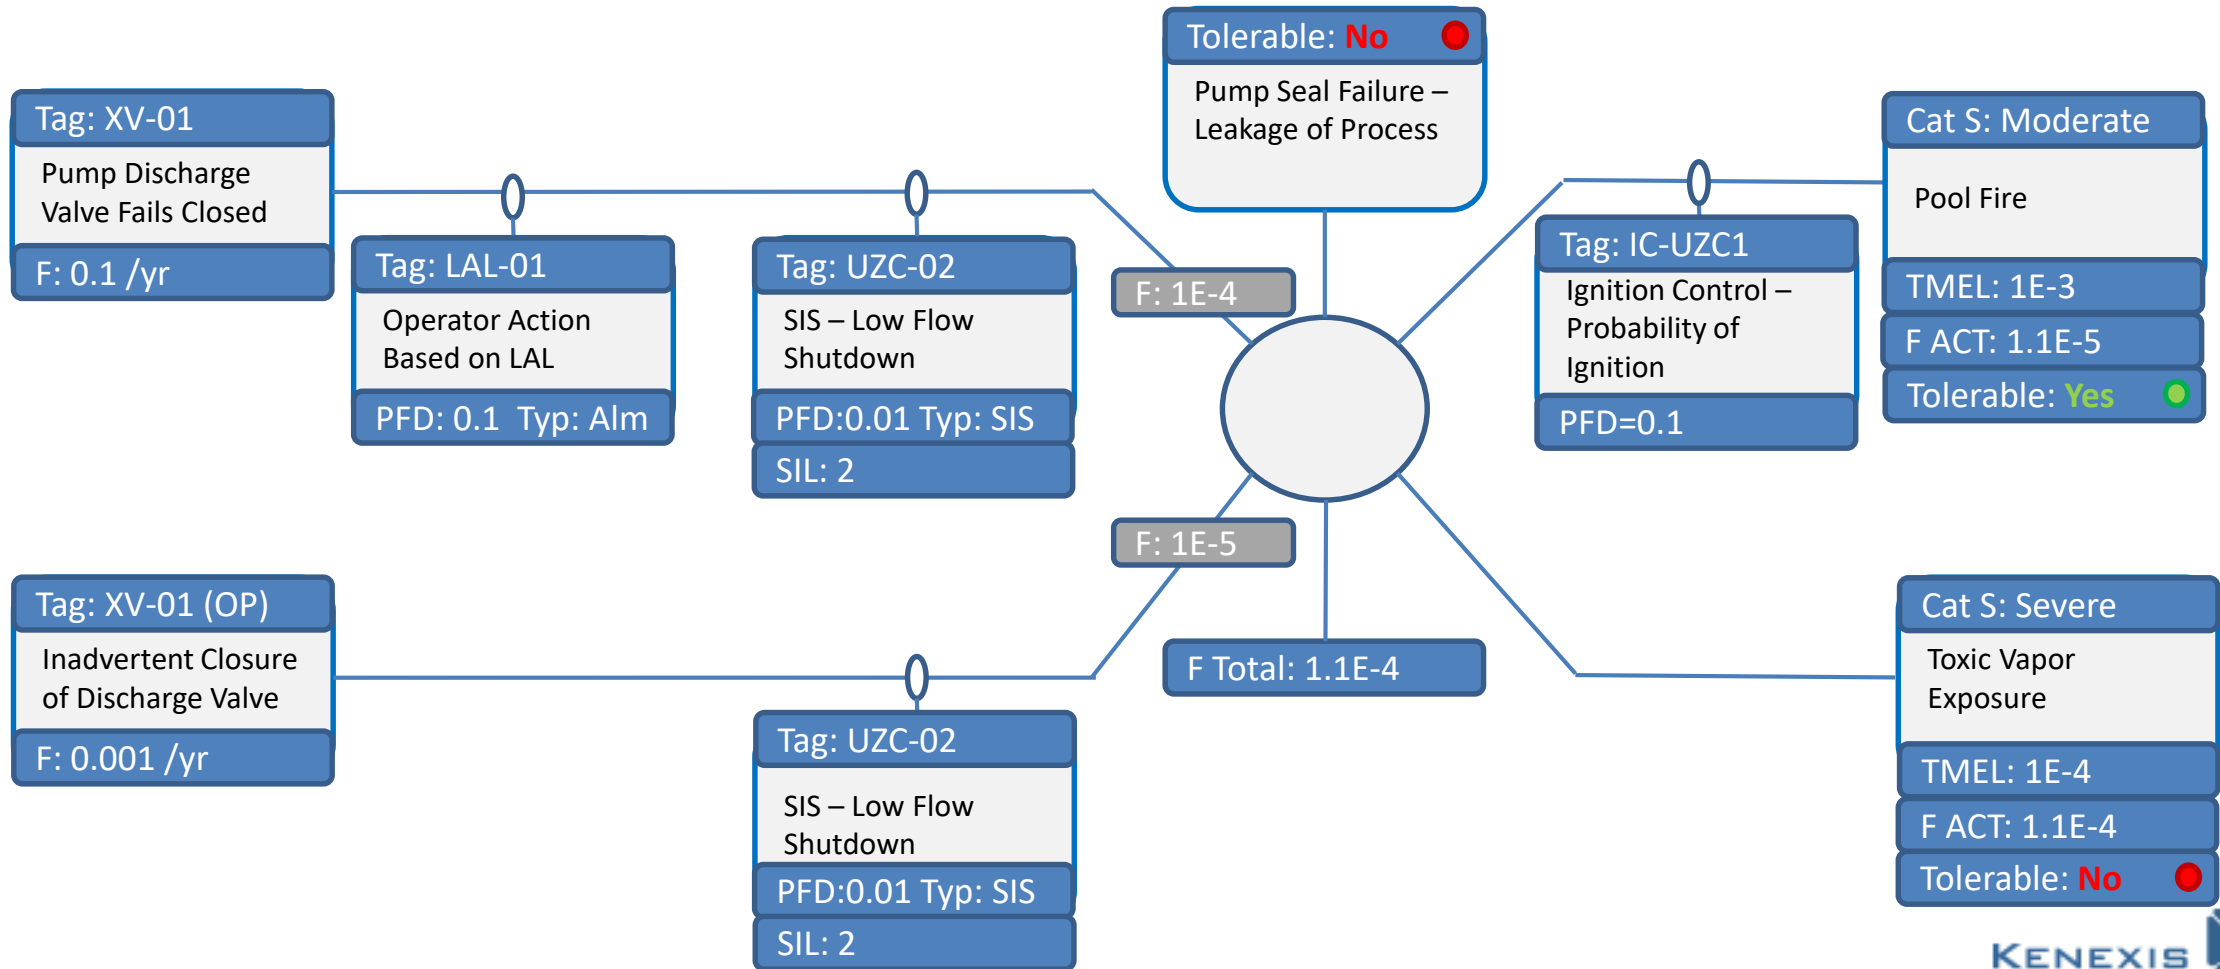 Tolerable: No
Pump Seal Failure –
Leakage of Process
Tag: XV-01
Pump Discharge
Valve Fails Closed
F: 0.1 /yr
Tag: LAL-01
Operator Action
Based on LAL
PFD: 0.1 Typ: Alm
Tag: UZC-02
SIS – Low Flow
Shutdown
PFD:0.01 Typ: SIS
SIL: 2
F: 1E-4
Tag: IC-UZC1
Ignition Control –
Probability of
Ignition
PFD=0.1
Cat S: Moderate
Pool Fire
TMEL: 1E-3
F ACT: 1.1E-5
Tolerable: Yes
Tag: XV-01 (OP)
Inadvertent Closure
of Discharge Valve
F: 0.001 /yr
Tag: UZC-02
SIS – Low Flow
Shutdown
PFD:0.01 Typ: SIS
SIL: 2
F: 1E-5
F Total: 1.1E-4
Cat S: Severe
Toxic Vapor
Exposure
TMEL: 1E-4
F ACT: 1.1E-4
Tolerable: No
KENEXIS